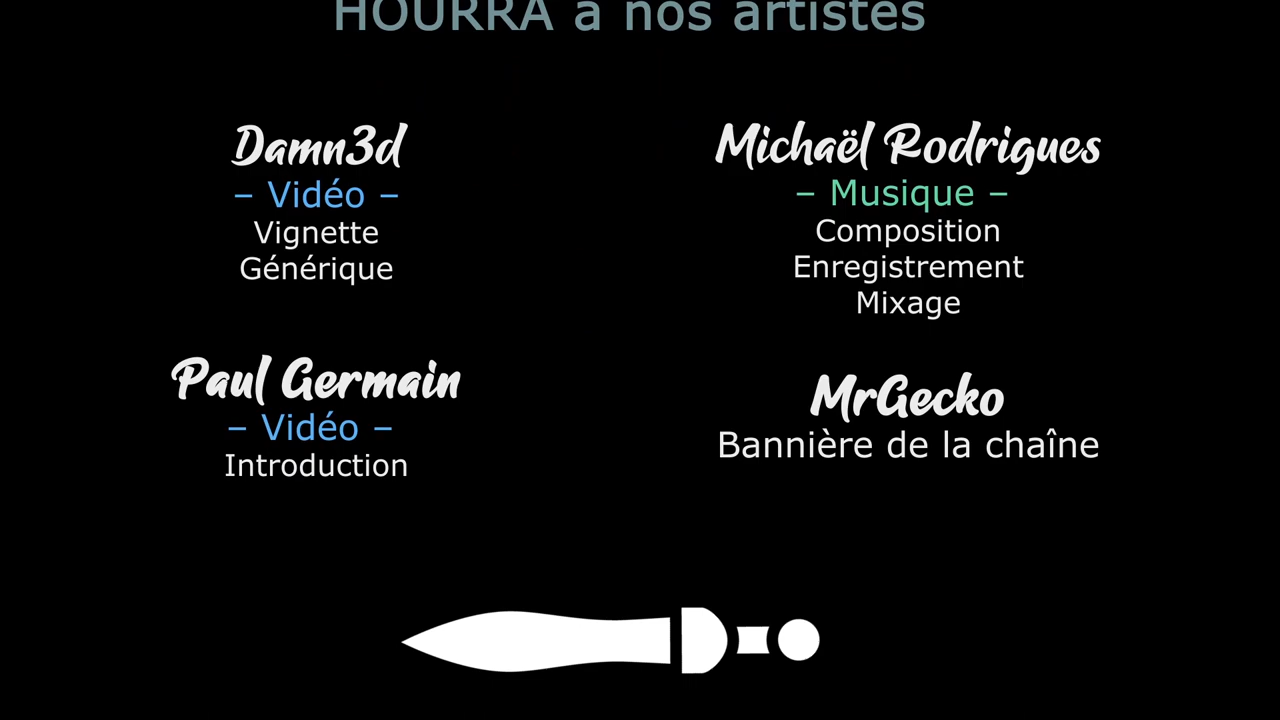 HOURRA à nos artistes
Damn3d
– Vidéo –
Vignette
Générique
Michaël Rodrigues
– Musique –
Composition
Enregistrement
Mixage
Paul Germain
– Vidéo –
Introduction
MrGecko
Bannière de la chaîne